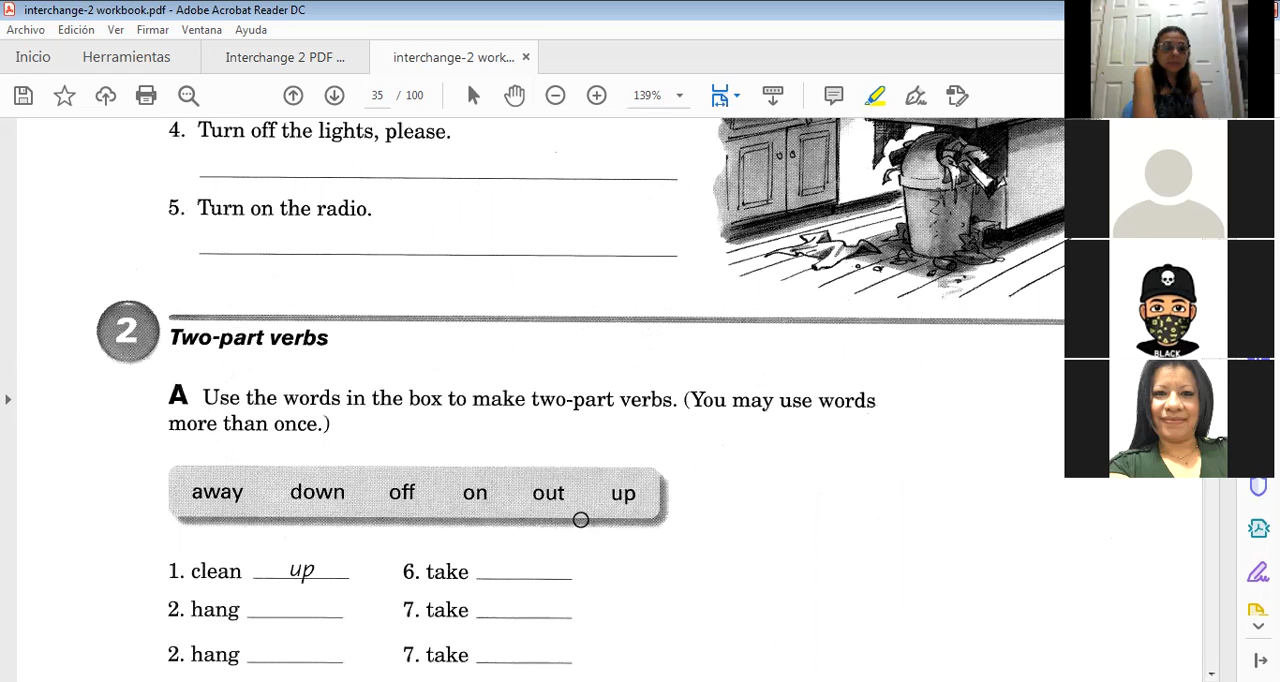 interchange-2 workbook.pdf - Adobe Acrobat Reader DC
Archivo Edición Ver Firmar Ventana Ayuda
Inicio Herramientas Interchange 2 PDF ... interchange-2 work... ×
35 / 100 139%
4. Turn off the lights, please.
5. Turn on the radio.
2 Two-part verbs
A Use the words in the box to make two-part verbs. (You may use words
more than once.)
away down off on out up
1. clean up 6. take
2. hang 7. take
2. hang 7. take
BLACK